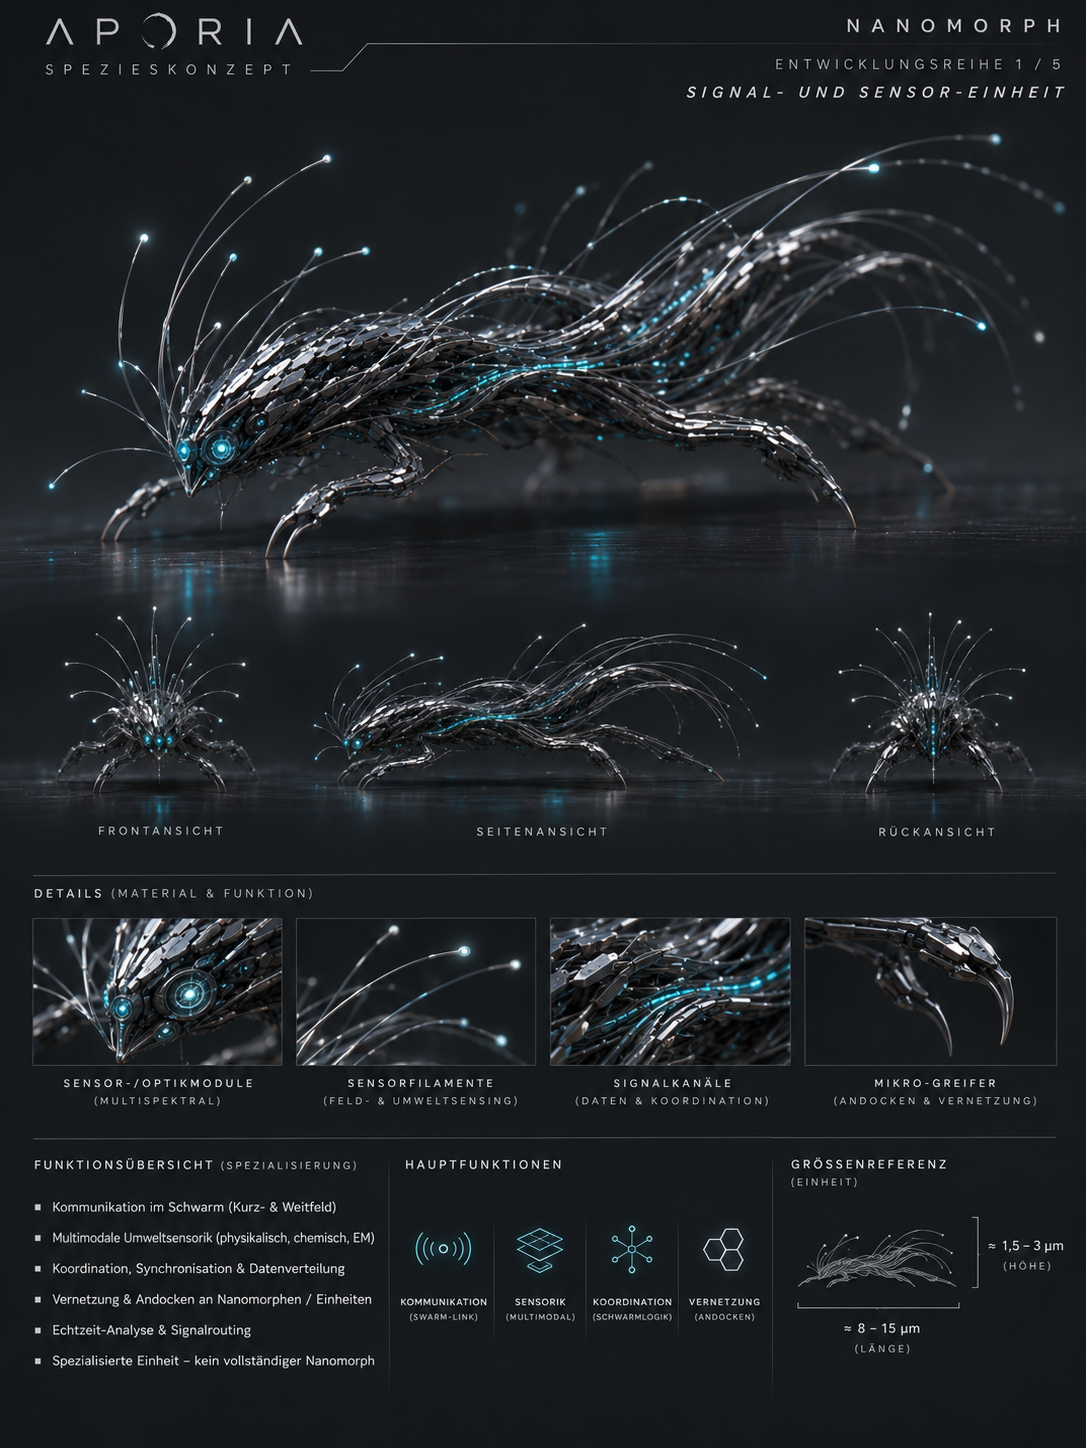 APORIA
SPEZIESKONZEPT
NANOMORPH
ENTWICKLUNGSREIHE 1 / 5
SIGNAL- UND SENSOR-EINHEIT
FRONTANSICHT
SEITENANSICHT
RÜCKANSICHT
DETAILS (MATERIAL & FUNKTION)
SENSOR-/OPTIKMODULE
(MULTISPEKTRAL)
SENSORFILAMENTE
(FELD- & UMWELTSENSING)
SIGNALKANÄLE
(DATEN & KOORDINATION)
MIKRO-GREIFER
(ANDOCKEN & VERNETZUNG)
FUNKTIONSÜBERSICHT (SPEZIALISIERUNG)
▪ Kommunikation im Schwarm (Kurz- & Weitfeld)
▪ Multimodale Umweltsensorik (physikalisch, chemisch, EM)
▪ Koordination, Synchronisation & Datenverteilung
▪ Vernetzung & Andocken an Nanomorphen / Einheiten
▪ Echtzeit-Analyse & Signalrouting
▪ Spezialisierte Einheit – kein vollständiger Nanomorph
HAUPTFUNKTIONEN
KOMMUNIKATION
(SWARM-LINK)
SENSORIK
(MULTIMODAL)
KOORDINATION
(SCHWARMLOGIK)
VERNETZUNG
(ANDOCKEN)
GRÖSSENREFERENZ
(EINHEIT)
≈ 1,5 – 3 µm
(HÖHE)
≈ 8 – 15 µm
(LÄNGE)